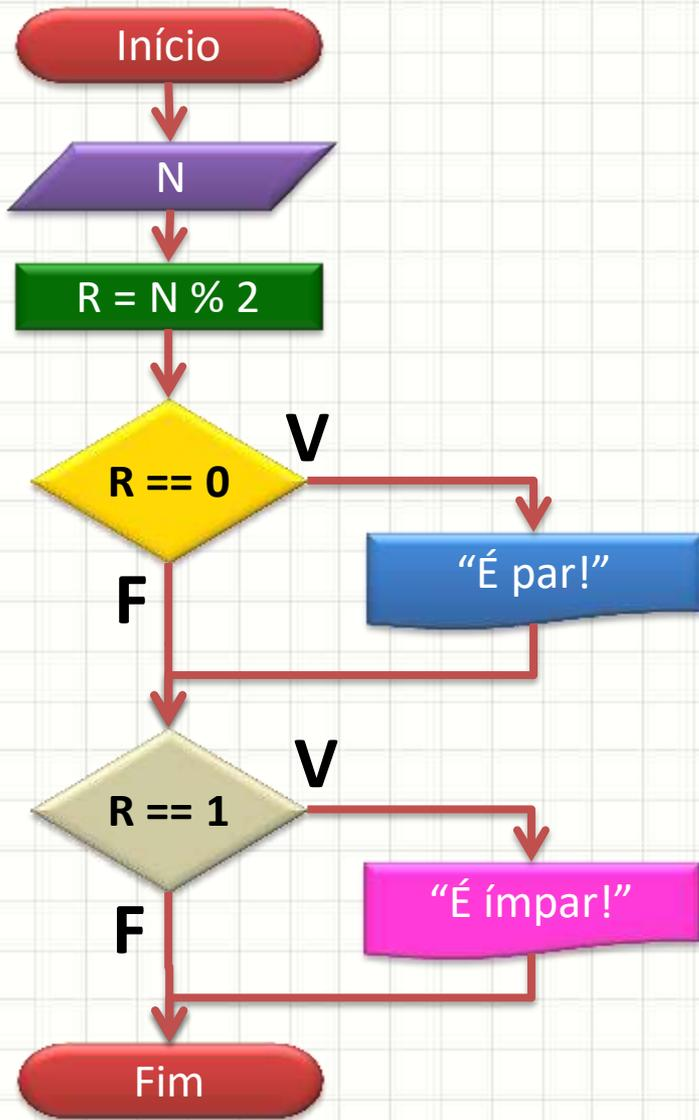 Início
N
R = N % 2
R == 0
V
“É par!”
F
R == 1
V
“É ímpar!”
F
Fim